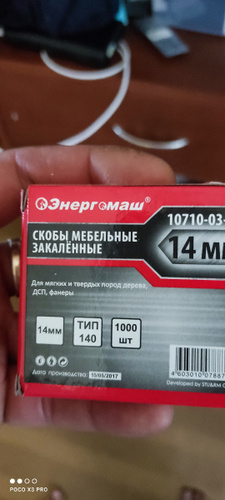 Энергомаш®
10710-03-
СКОБЫ МЕБЕЛЬНЫЕ
ЗАКАЛЁННЫЕ
14 мм
Для мягких и твердых пород дерева,
ДСП, фанеры
14мм
ТИП
140
1000
шт
Дата производства: 15/05/2017
460301007887
Developed by STURM
POCO X3 PRO